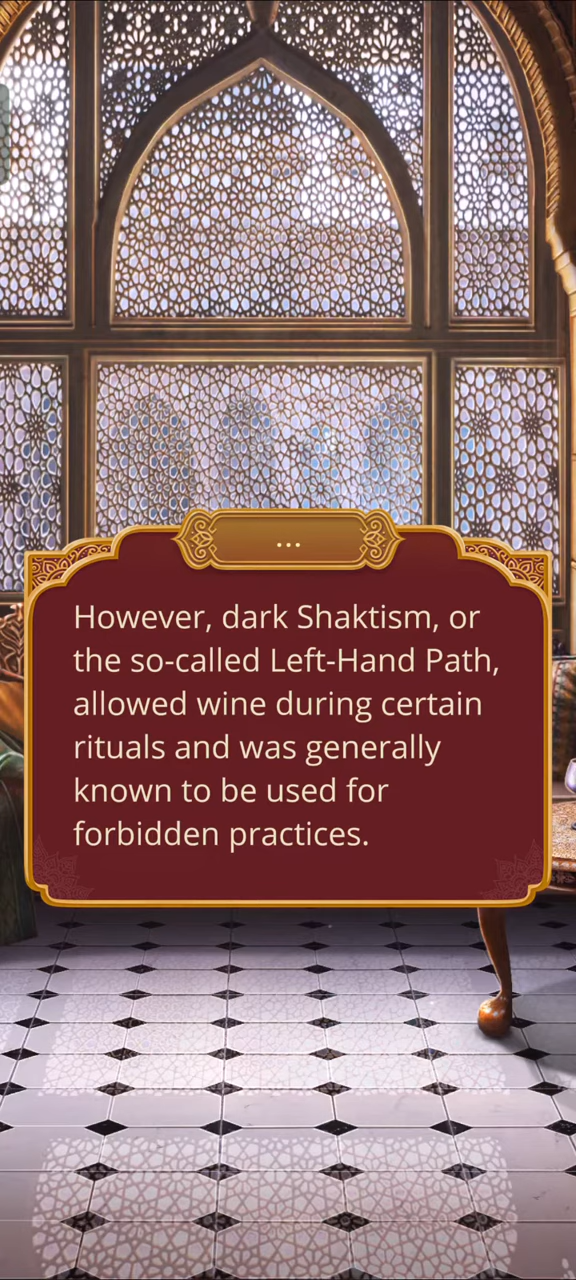 ...
However, dark Shaktism, or
the so-called Left-Hand Path,
allowed wine during certain
rituals and was generally
known to be used for
forbidden practices.